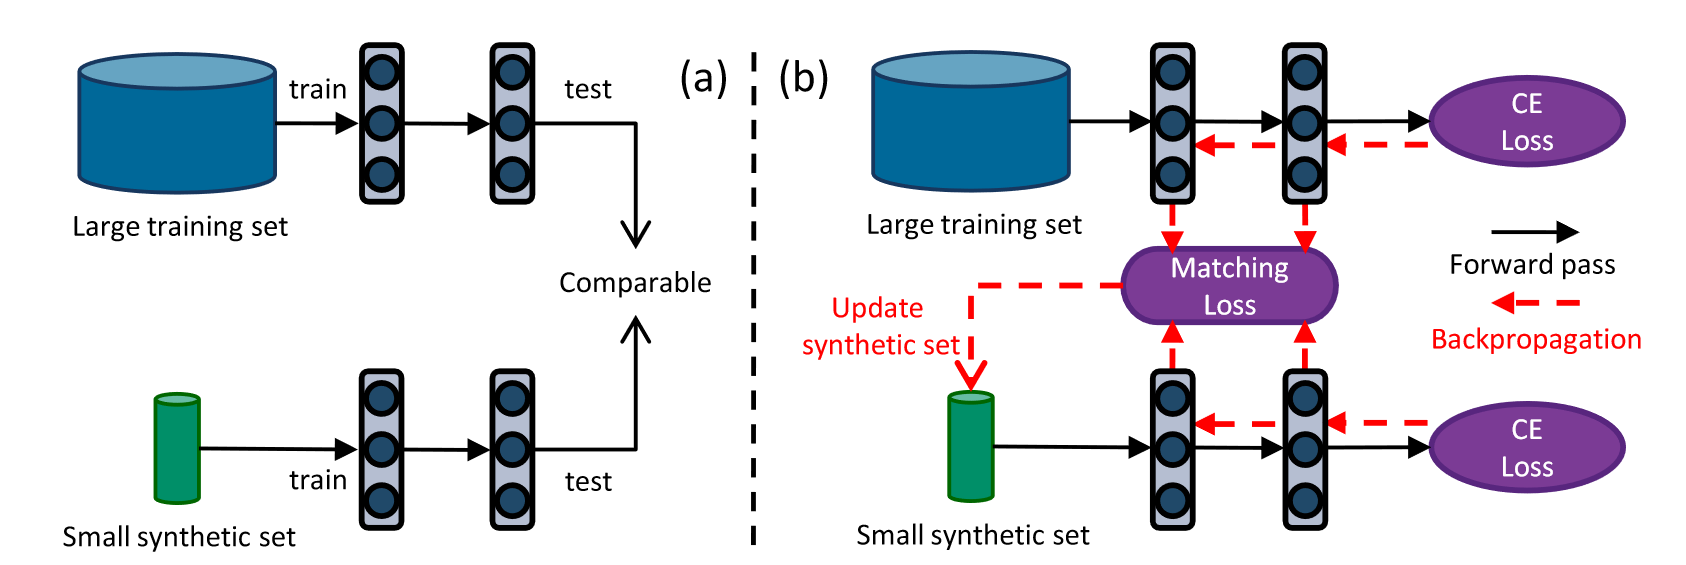 train
test
(a)
Large training set
Comparable
train
test
Small synthetic set
(b)
CE
Loss
Large training set
Matching
Loss
Forward pass
Update
synthetic set
Backpropagation
CE
Loss
Small synthetic set